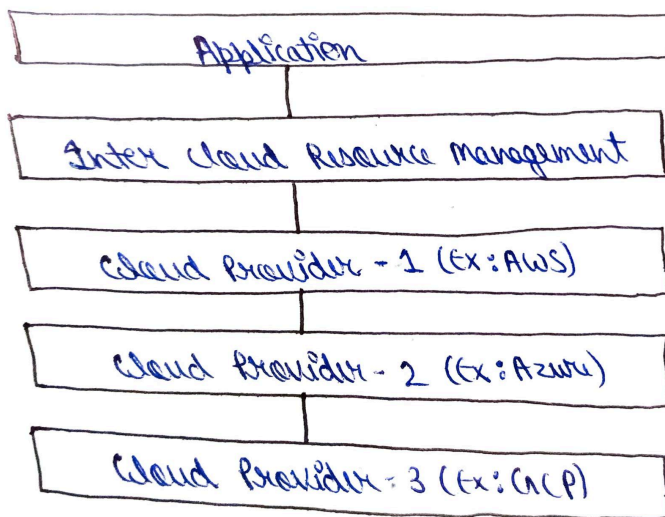 Application
Inter Cloud Resource Management
Cloud Provider - 1 (Ex: AWS)
Cloud Provider - 2 (Ex: Azure)
Cloud Provider - 3 (Ex: GCP)